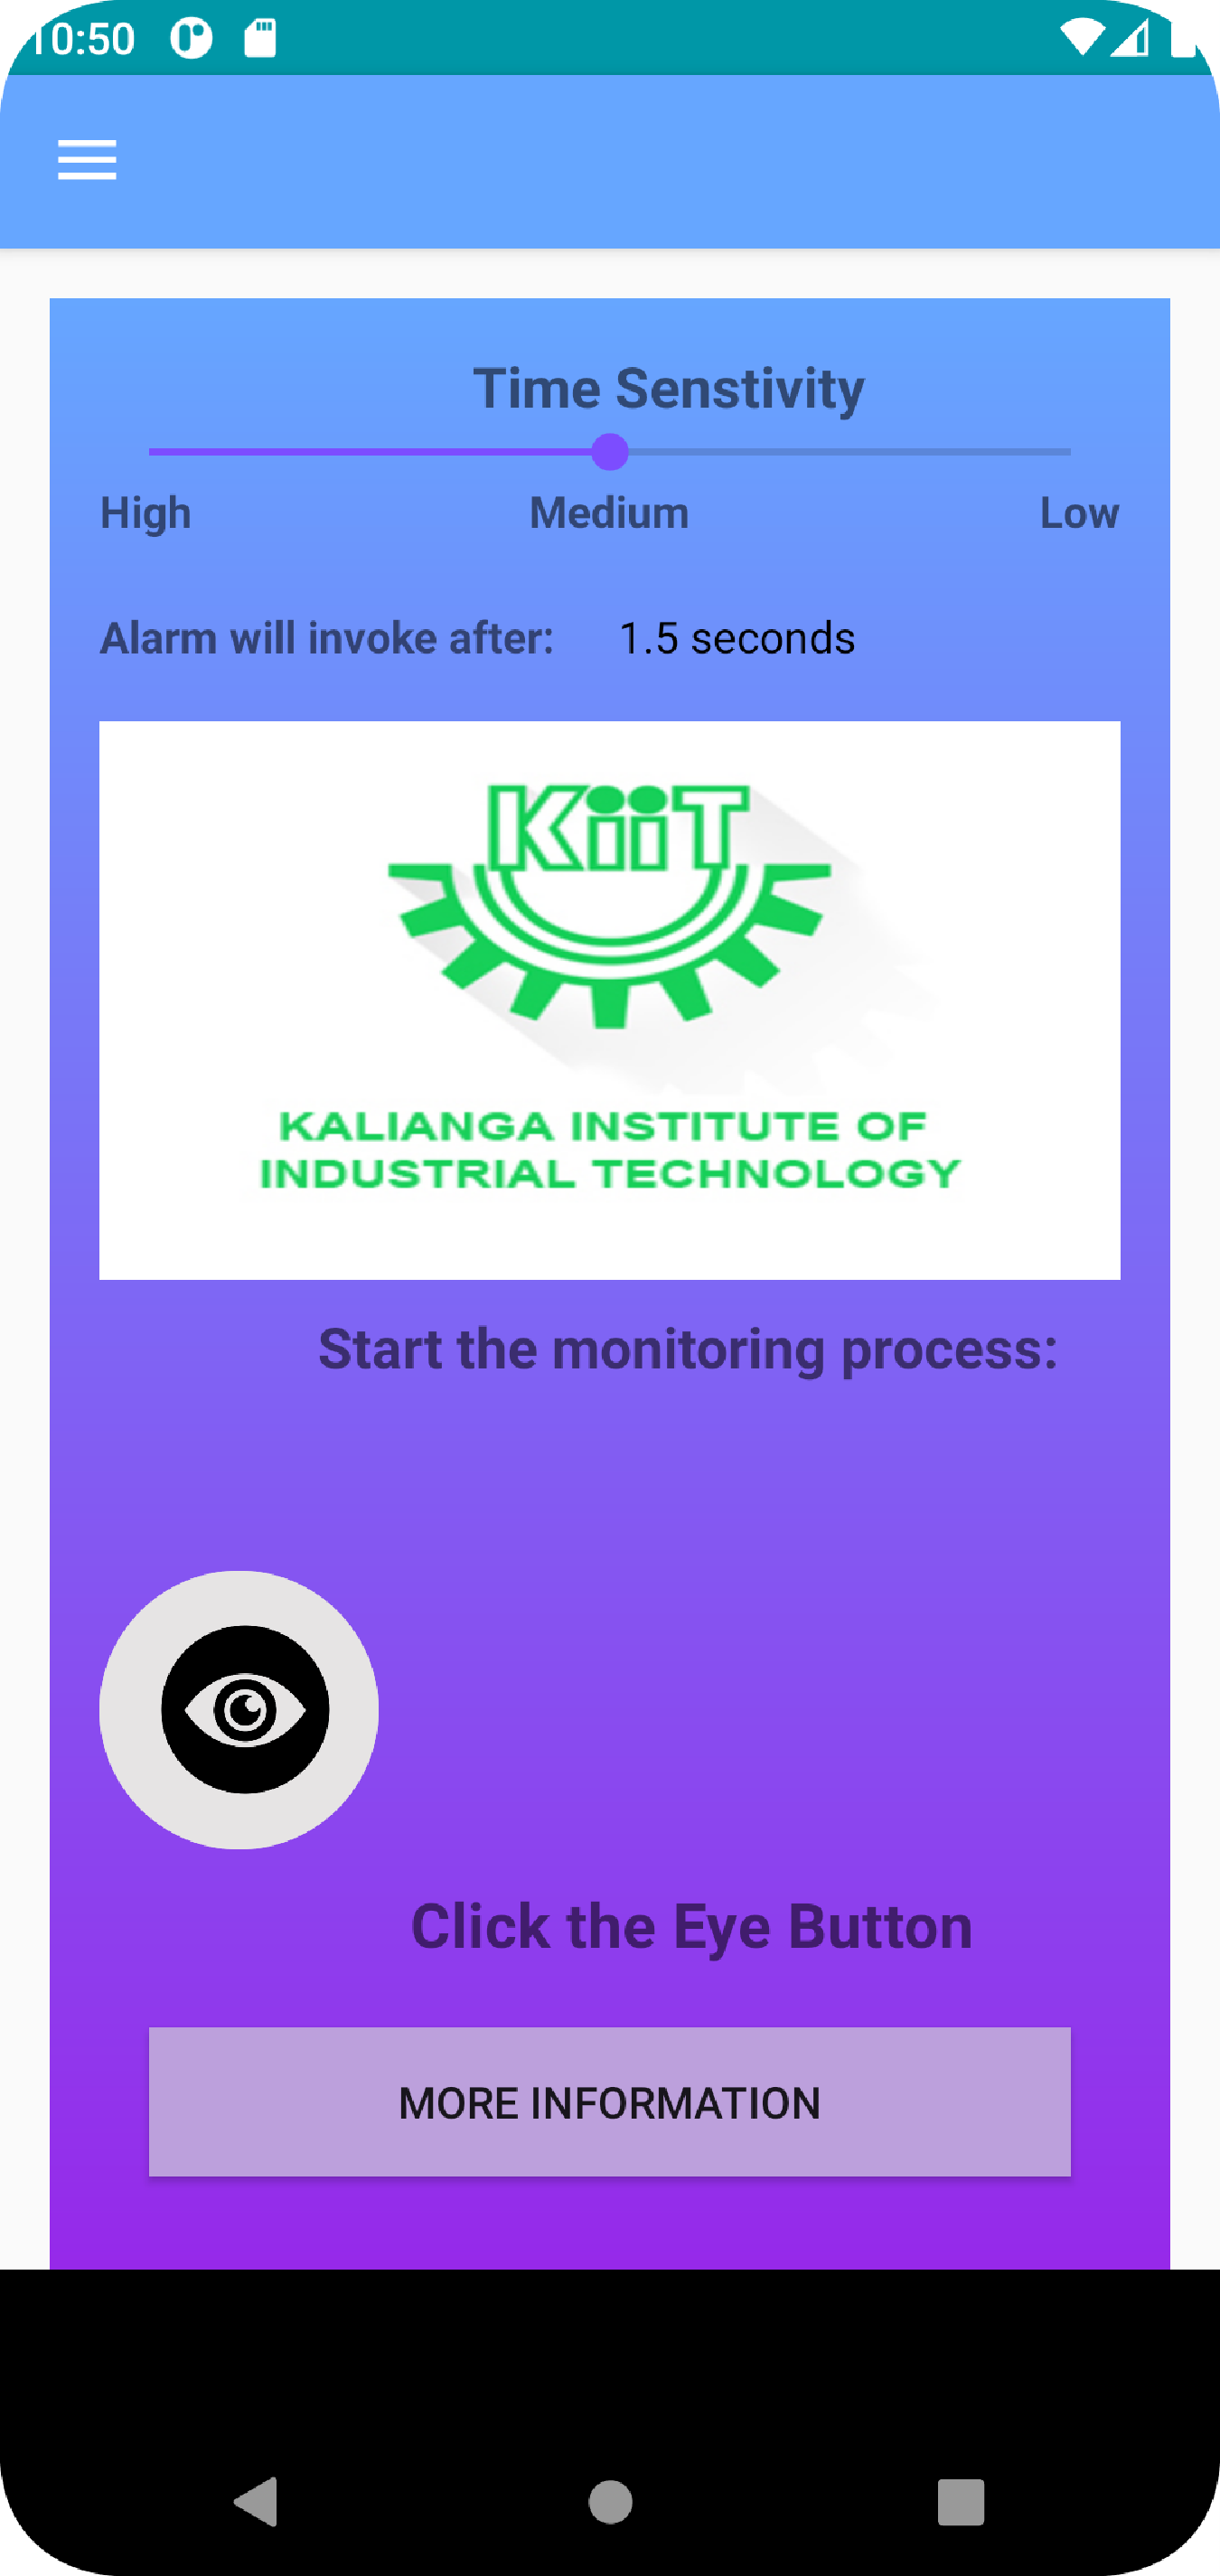 10:50
Time Senstivity
High Medium Low
Alarm will invoke after: 1.5 seconds
KiiT
KALIANGA INSTITUTE OF
INDUSTRIAL TECHNOLOGY
Start the monitoring process:
Click the Eye Button
MORE INFORMATION